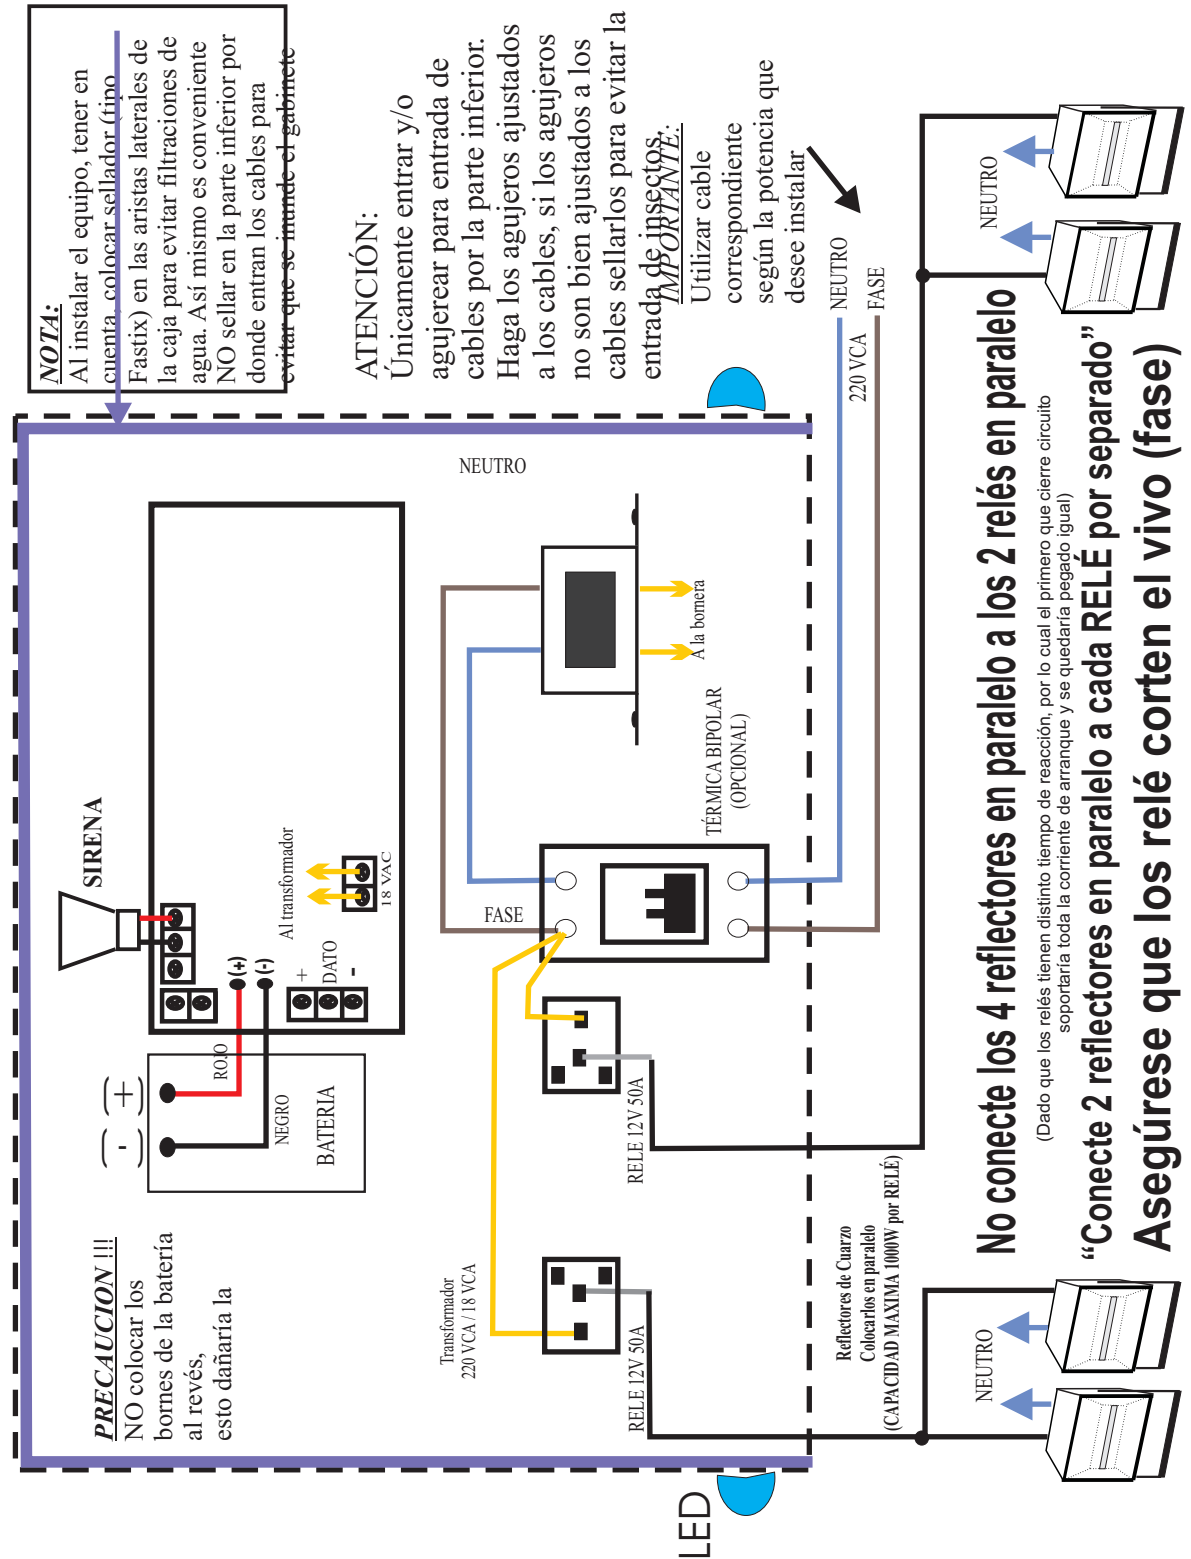 NOTA:
Al instalar el equipo, tener en
cuenta, colocar sellador (tipo
Fastix) en las aristas laterales de
la caja para evitar filtraciones de
agua. Así mismo es conveniente
NO sellar en la parte inferior por
donde entran los cables para
evitar que se inunde el gabinete
ATENCIÓN:
Únicamente entrar y/o
agujerear para entrada de
cables por la parte inferior.
Haga los agujeros ajustados
a los cables, si los agujeros
no son bien ajustados a los
cables sellarlos para evitar la
entrada de insectos.
IMPORTANTE:
Utilizar cable
correspondiente
según la potencia que
desee instalar
PRECAUCION !!!
NO colocar los
bornes de la batería
al revés,
esto dañaría la
(-) (+)
ROJO
NEGRO
BATERIA
SIRENA
(+)
(-)
+
DATO
-
Al transformador
18 VAC
NEUTRO
A la bornera
FASE
TÉRMICA BIPOLAR
(OPCIONAL)
220 VCA
NEUTRO
FASE
Transformador
220 VCA / 18 VCA
RELE 12V 50A
RELE 12V 50A
LED
Reflectores de Cuarzo
Colocarlos en paralelo
(CAPACIDAD MAXIMA 1000W por RELÉ)
NEUTRO
NEUTRO
No conecte los 4 reflectores en paralelo a los 2 relés en paralelo
(Dado que los relés tienen distinto tiempo de reacción, por lo cual el primero que cierre circuito
soportaría toda la corriente de arranque y se quedaría pegado igual)
“Conecte 2 reflectores en paralelo a cada RELÉ por separado”
Asegúrese que los relé corten el vivo (fase)